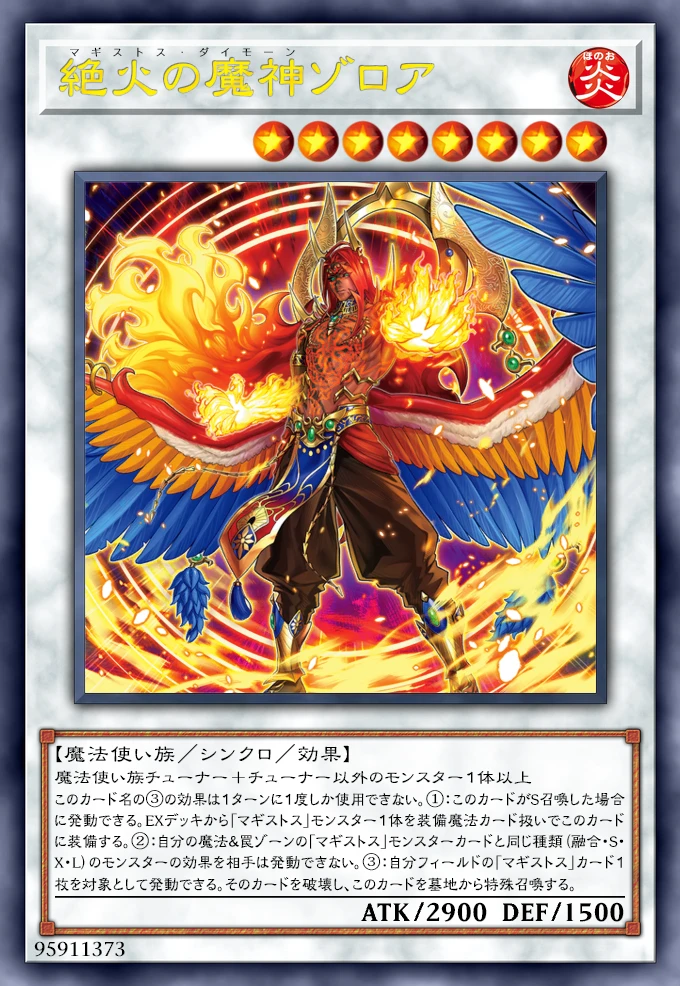 マギストス・ダイモーン
絶火の魔神ゾロア
ほのお
炎
【魔法使い族／シンクロ／効果】
魔法使い族チューナー＋チューナー以外のモンスター1体以上
このカード名の③の効果は1ターンに1度しか使用できない。①：このカードがS召喚した場合
に発動できる。EXデッキから「マギストス」モンスター1体を装備魔法カード扱いでこのカード
に装備する。②：自分の魔法&罠ゾーンの「マギストス」モンスターカードと同じ種類(融合・S・
X・L)のモンスターの効果を相手は発動できない。③：自分フィールドの「マギストス」カード1
枚を対象として発動できる。そのカードを破壊し、このカードを墓地から特殊召喚する。
ATK/2900 DEF/1500
95911373